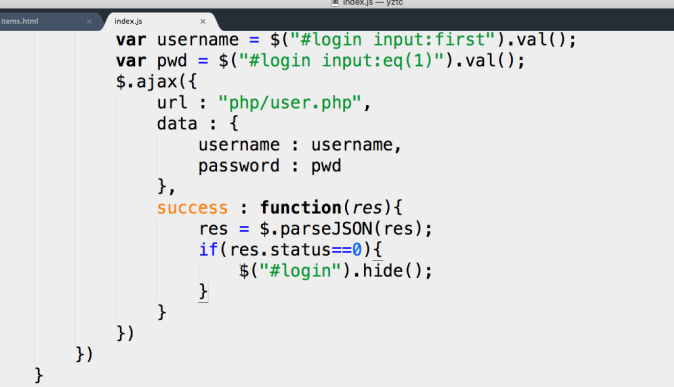 index.js — yztc
items.html × index.js ×
var username = $("#login input:first").val();
var pwd = $("#login input:eq(1)").val();
$.ajax({
url : "php/user.php",
data : {
username : username,
password : pwd
},
success : function(res){
res = $.parseJSON(res);
if(res.status==0){
$("#login").hide();
}
}
})
})
}